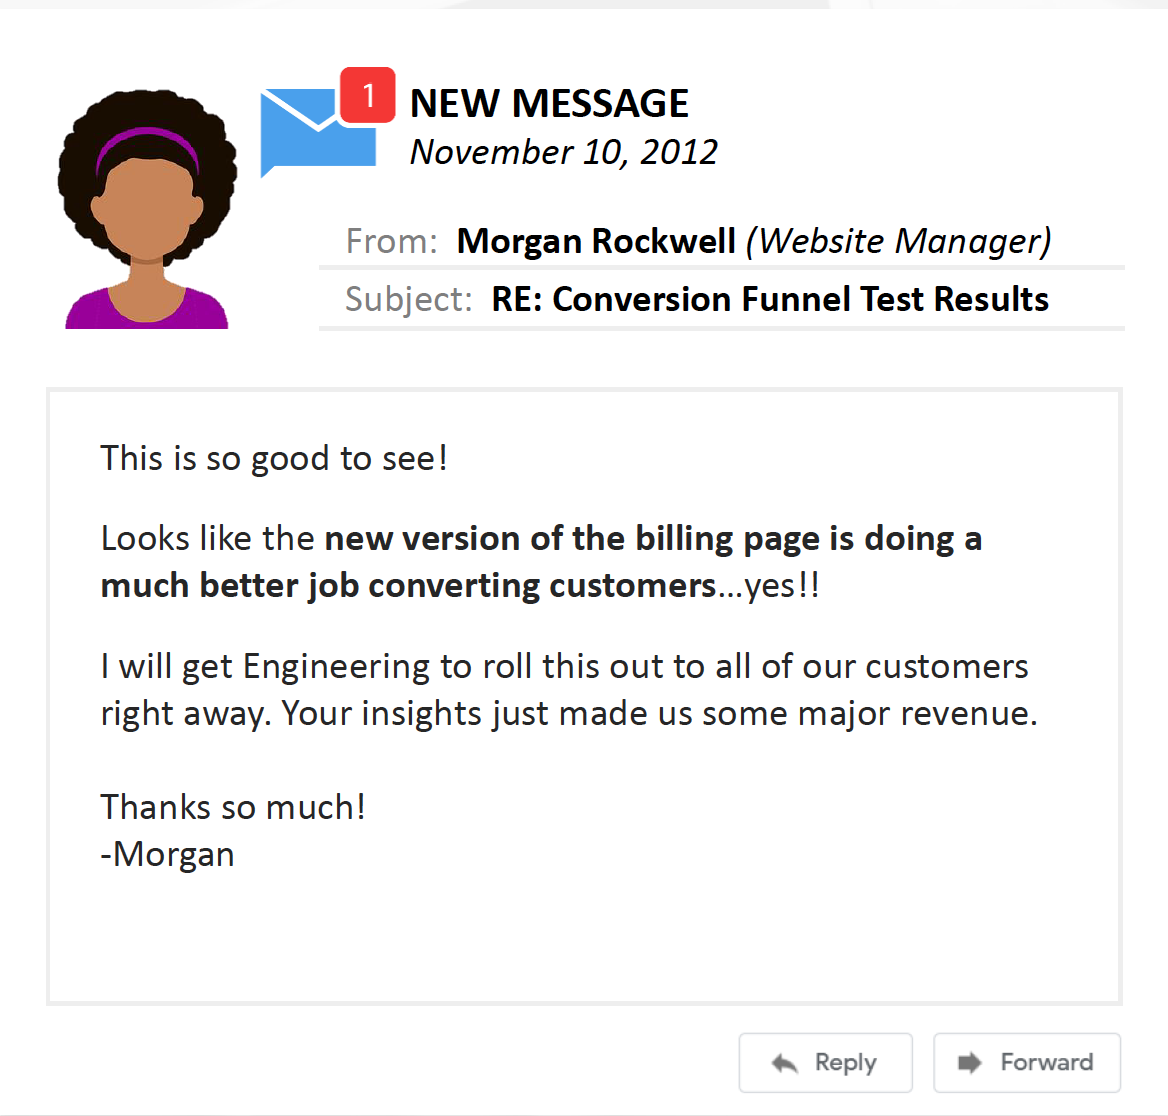 1
NEW MESSAGE
November 10, 2012
From: Morgan Rockwell (Website Manager)
Subject: RE: Conversion Funnel Test Results
This is so good to see!
Looks like the new version of the billing page is doing a
much better job converting customers…yes!!
I will get Engineering to roll this out to all of our customers
right away. Your insights just made us some major revenue.
Thanks so much!
-Morgan
Reply
Forward